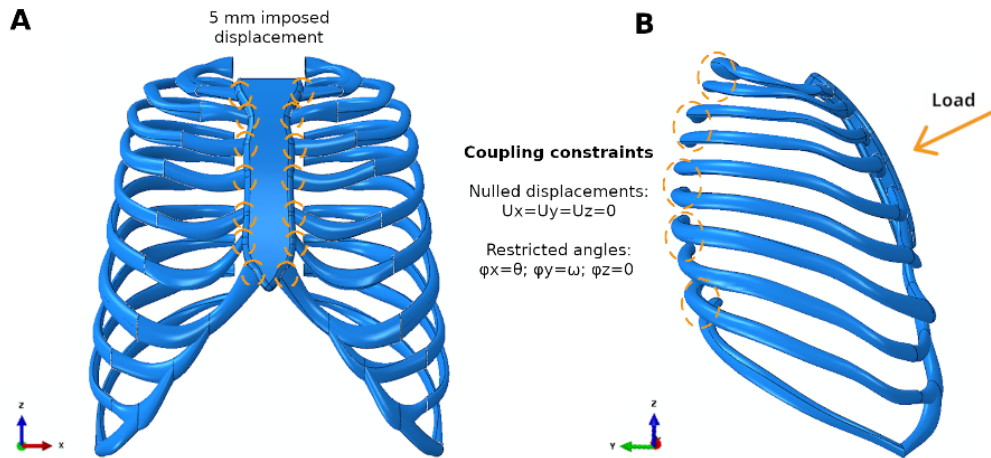 A
5 mm imposed
displacement
B
Load
Coupling constraints
Nulled displacements:
Ux=Uy=Uz=0
Restricted angles:
φx=θ; φy=ω; φz=0
z
x
z
Y